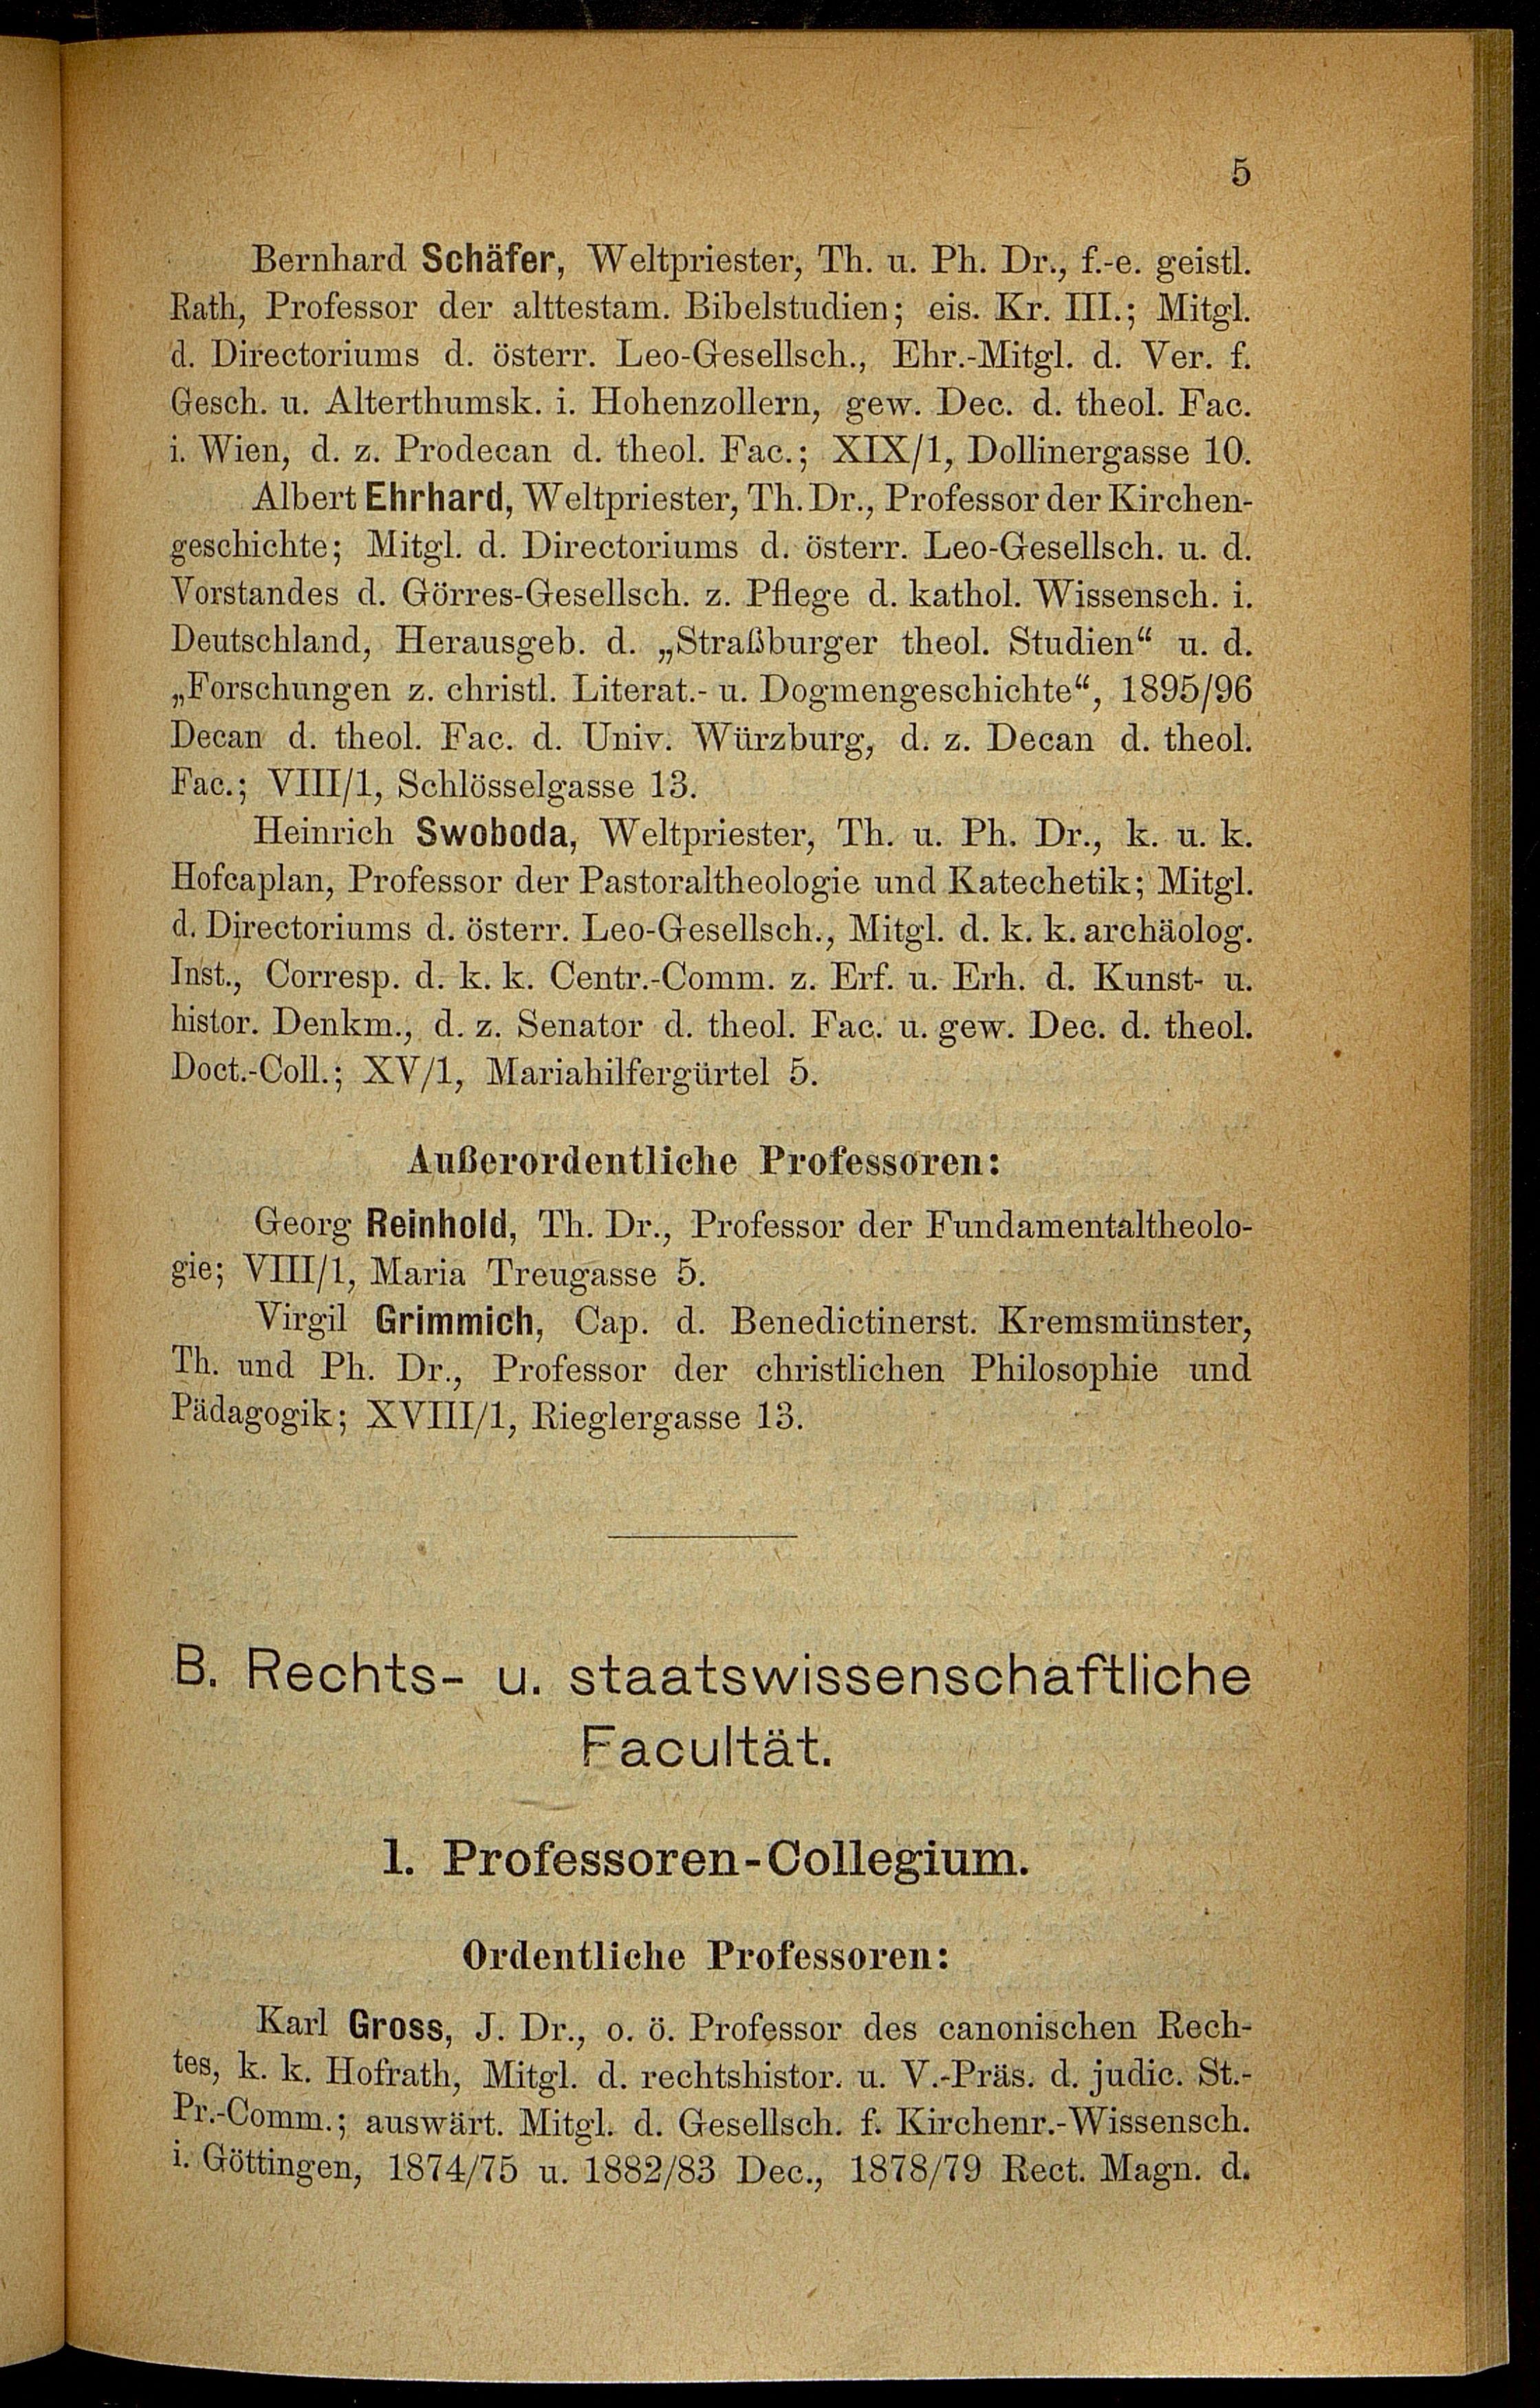 5
Bernhard Schäfer, Weltpriester, Th. u. Ph. Dr., f.-e. geistl.
Rath, Professor der alttestam. Bibelstudien; eis. Kr. III.; Mitgl.
d. Directoriums d. österr. Leo-Gesellsch., Ehr.-Mitgl. d. Ver. f.
Gesch. u. Alterthumsk. i. Hohenzollern, gew. Dec. d. theol. Fac.
i. Wien, d. z. Prodecan d. theol. Fac.; XIX/1, Dollinergasse 10.
Albert Ehrhard, Weltpriester, Th. Dr., Professor der Kirchen-
geschichte; Mitgl. d. Directoriums d. österr. Leo-Gesellsch. u. d.
Vorstandes d. Görres-Gesellsch. z. Pflege d. kathol. Wissensch. i.
Deutschland, Herausgeb. d. „Straßburger theol. Studien“ u. d.
„Forschungen z. christl. Literat.- u. Dogmengeschichte“, 1895/96
Decan d. theol. Fac. d. Univ. Würzburg, d. z. Decan d. theol.
Fac.; VIII/1, Schlösselgasse 13.
Heinrich Swoboda, Weltpriester, Th. u. Ph. Dr., k. u. k.
Hofcaplan, Professor der Pastoraltheologie und Katechetik; Mitgl.
d. Directoriums d. österr. Leo-Gesellsch., Mitgl. d. k. k. archäolog.
Inst., Corresp. d. k. k. Centr.-Comm. z. Erf. u. Erh. d. Kunst- u.
histor. Denkm., d. z. Senator d. theol. Fac. u. gew. Dec. d. theol.
Doct.-Coll.; XV/1, Mariahilfergürtel 5.
Außerordentliche Professoren:
Georg Reinhold, Th. Dr., Professor der Fundamentaltheolo-
gie; VIII/1, Maria Treugasse 5.
Virgil Grimmich, Cap. d. Benedictinerst. Kremsmünster,
Th. und Ph. Dr., Professor der christlichen Philosophie und
Pädagogik; XVIII/1, Rieglergasse 13.
B. Rechts- u. staatswissenschaftliche
Facultät.
1. Professoren-Collegium.
Ordentliche Professoren:
Karl Gross, J. Dr., o. ö. Professor des canonischen Rech-
tes, k. k. Hofrath, Mitgl. d. rechtshistor. u. V.-Präs. d. judic. St.-
Pr.-Comm.; auswärt. Mitgl. d. Gesellsch. f. Kirchenr.-Wissensch.
i. Göttingen, 1874/75 u. 1882/83 Dec., 1878/79 Rect. Magn. d.